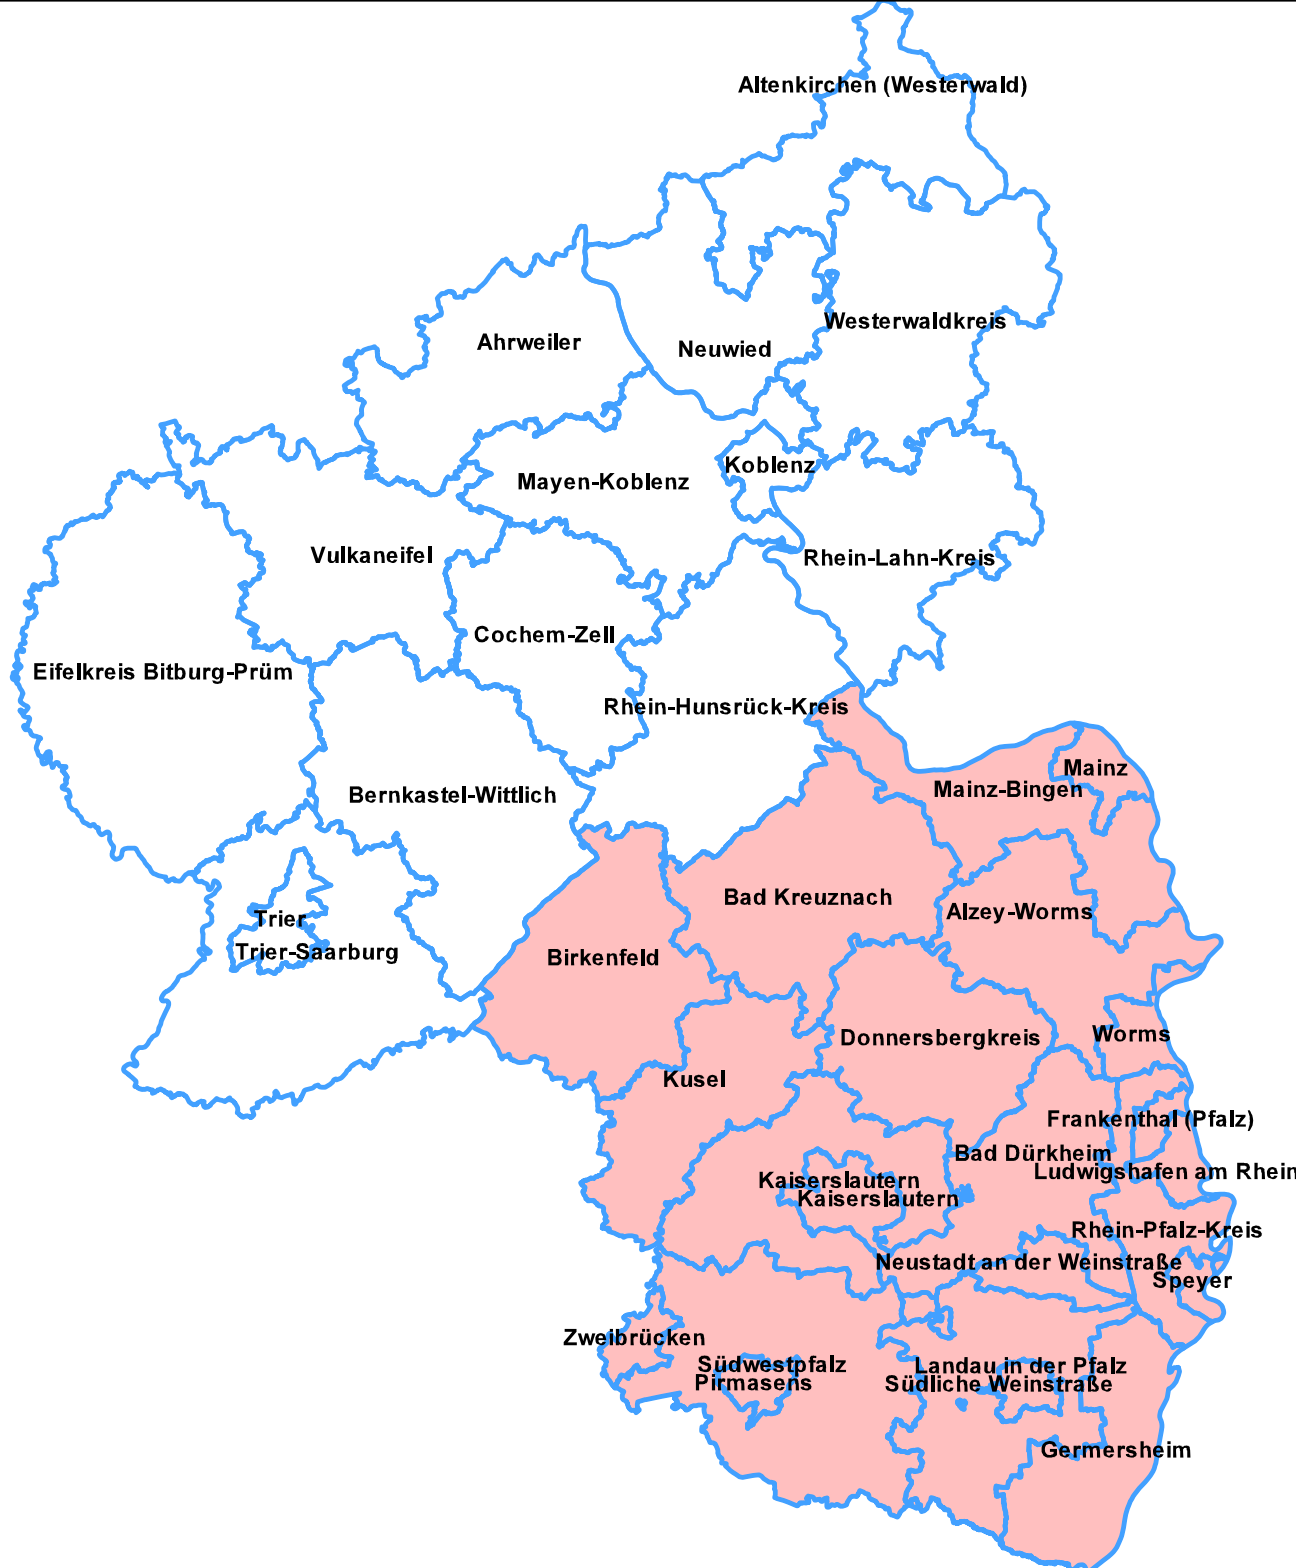 Altenkirchen (Westerwald)
Westerwaldkreis
Ahrweiler
Neuwied
Koblenz
Mayen-Koblenz
Vulkaneifel
Rhein-Lahn-Kreis
Cochem-Zell
Eifelkreis Bitburg-Prüm
Rhein-Hunsrück-Kreis
Mainz
Mainz-Bingen
Bernkastel-Wittlich
Bad Kreuznach
Alzey-Worms
Trier
Trier-Saarburg
Birkenfeld
Worms
Donnersbergkreis
Kusel
Frankenthal (Pfalz)
Bad Dürkheim
Ludwigshafen am Rhein
Kaiserslautern
Kaiserslautern
Rhein-Pfalz-Kreis
Neustadt an der Weinstraße
Speyer
Zweibrücken
Südwestpfalz
Landau in der Pfalz
Pirmasens
Südliche Weinstraße
Germersheim